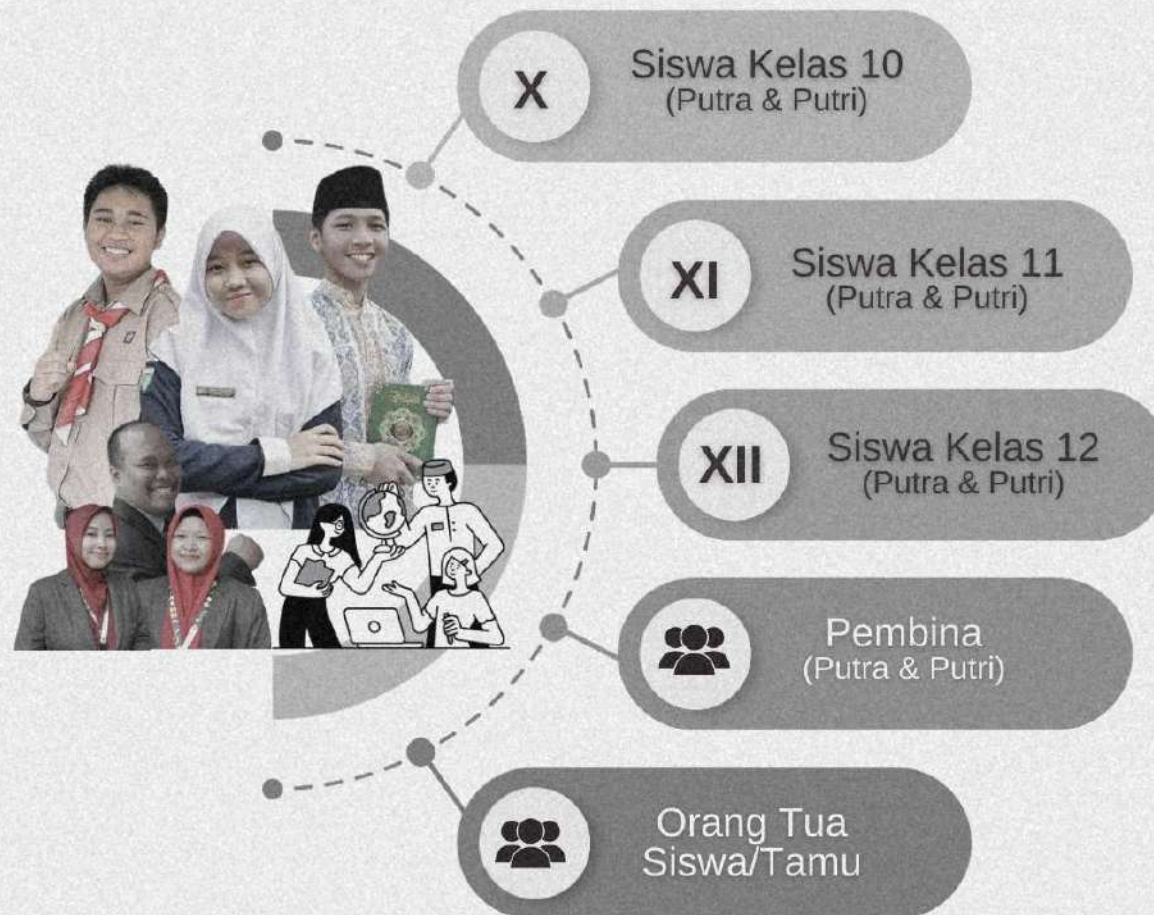 X
Siswa Kelas 10
(Putra & Putri)
XI
Siswa Kelas 11
(Putra & Putri)
XII
Siswa Kelas 12
(Putra & Putri)
Pembina
(Putra & Putri)
Orang Tua
Siswa/Tamu